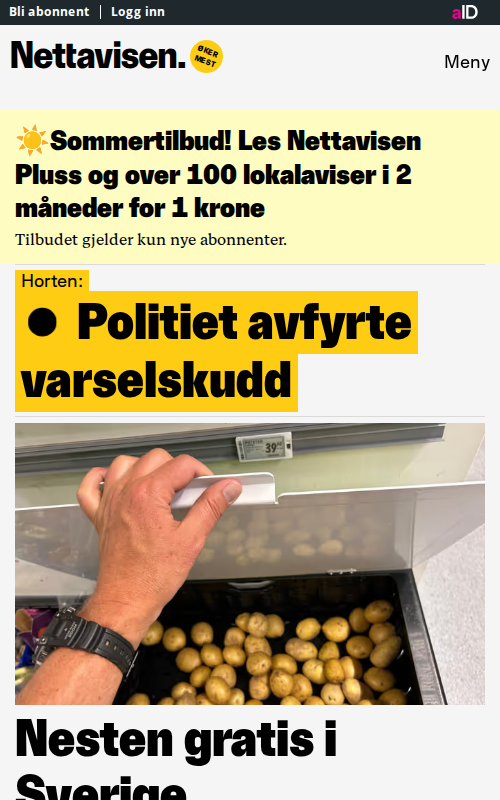 Bli abonnent Logg inn aID
Nettavisen. ØKER MEST
Meny
☀️Sommertilbud! Les Nettavisen
Pluss og over 100 lokalaviser i 2
måneder for 1 krone
Tilbudet gjelder kun nye abonnenter.
Horten:
● Politiet avfyrte
varselskudd
39
Nesten gratis i
Sverige